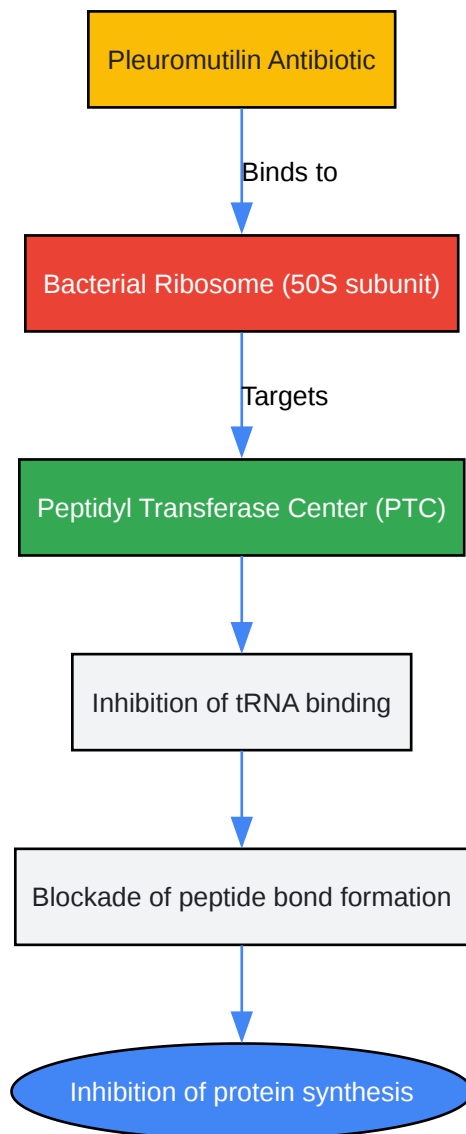 Pleuromutilin Antibiotic
Binds to
Bacterial Ribosome (50S subunit)
Targets
Peptidyl Transferase Center (PTC)
Inhibition of tRNA binding
Blockade of peptide bond formation
Inhibition of protein synthesis